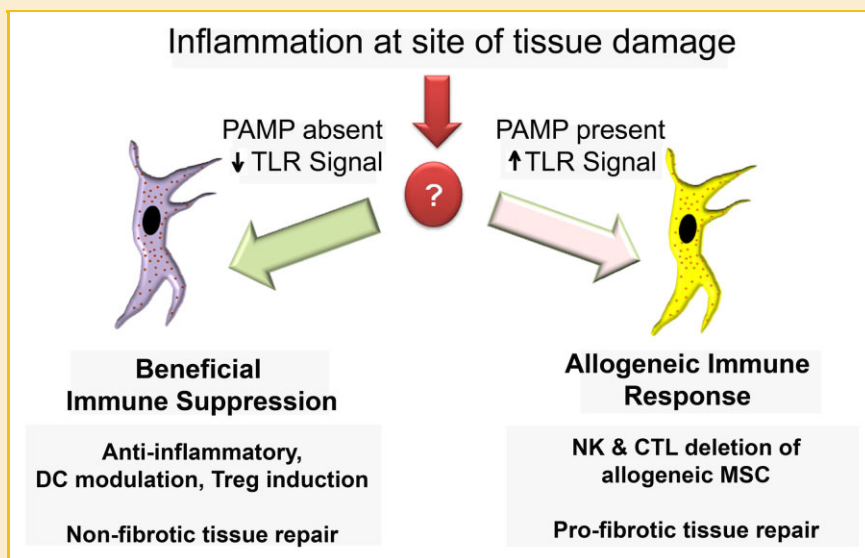 Inflammation at site of tissue damage
PAMP absent
↓ TLR Signal
PAMP present
↑TLR Signal
?
Beneficial
Immune Suppression
Allogeneic Immune
Response
Anti-inflammatory,
DC modulation, Treg induction
Non-fibrotic tissue repair
NK & CTL deletion of
allogeneic MSC
Pro-fibrotic tissue repair